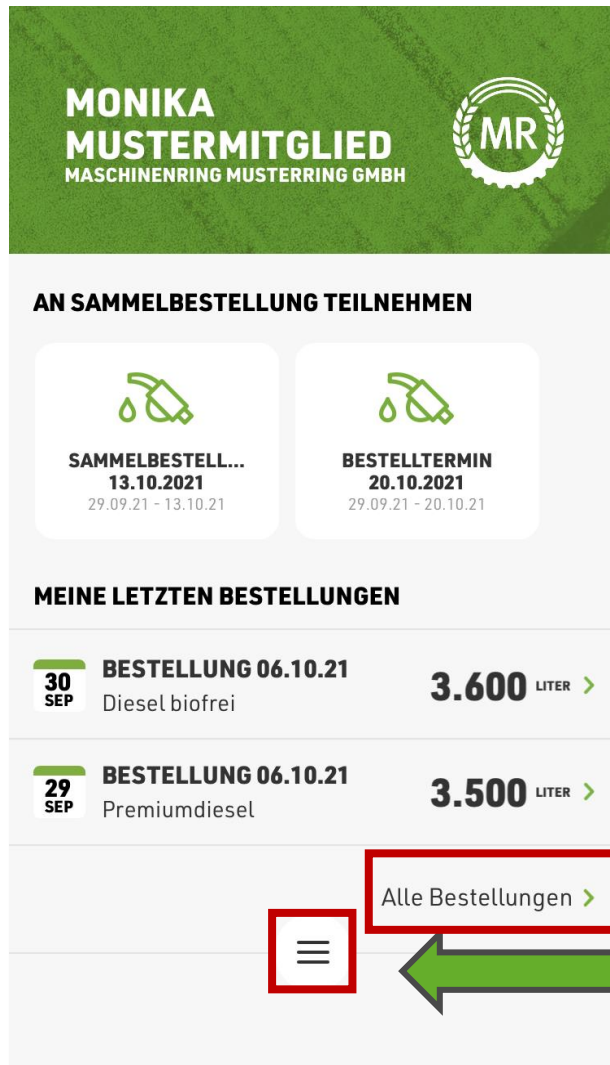 MONIKA
MUSTERMITGLIED
MASCHINENRING MUSTERRING GMBH
MR
AN SAMMELBESTELLUNG TEILNEHMEN
SAMMELBESTELL...
13.10.2021
29.09.21 - 13.10.21
BESTELLTERMIN
20.10.2021
29.09.21 - 20.10.21
MEINE LETZTEN BESTELLUNGEN
30
SEP
BESTELLUNG 06.10.21
Diesel biofrei
3.600 LITER
29
SEP
BESTELLUNG 06.10.21
Premiumdiesel
3.500 LITER
Alle Bestellungen